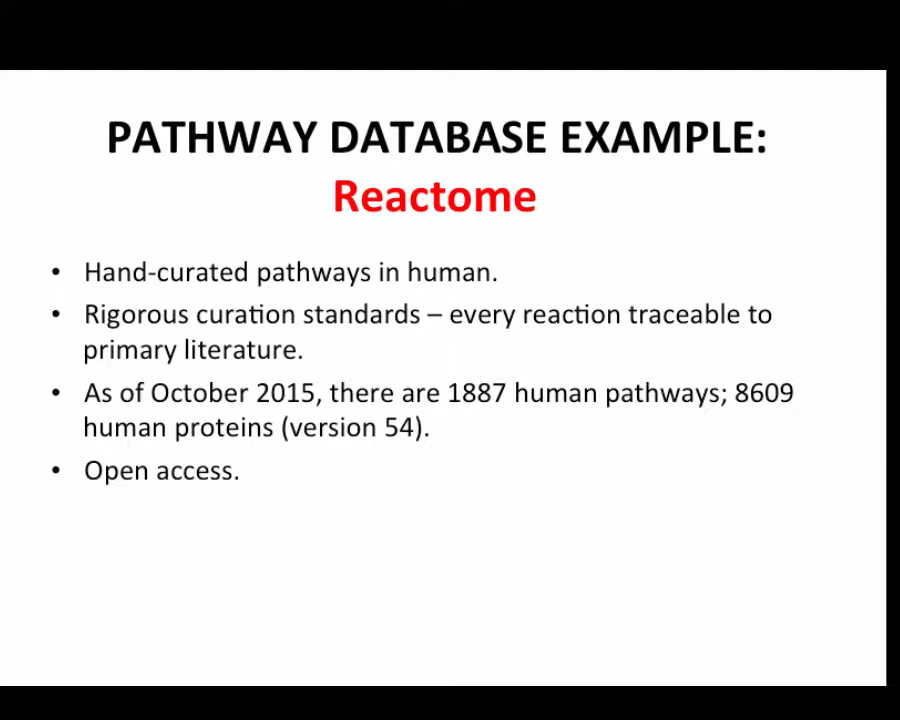 PATHWAY DATABASE EXAMPLE:
Reactome
• Hand-curated pathways in human.
• Rigorous curation standards – every reaction traceable to
primary literature.
• As of October 2015, there are 1887 human pathways; 8609
human proteins (version 54).
• Open access.